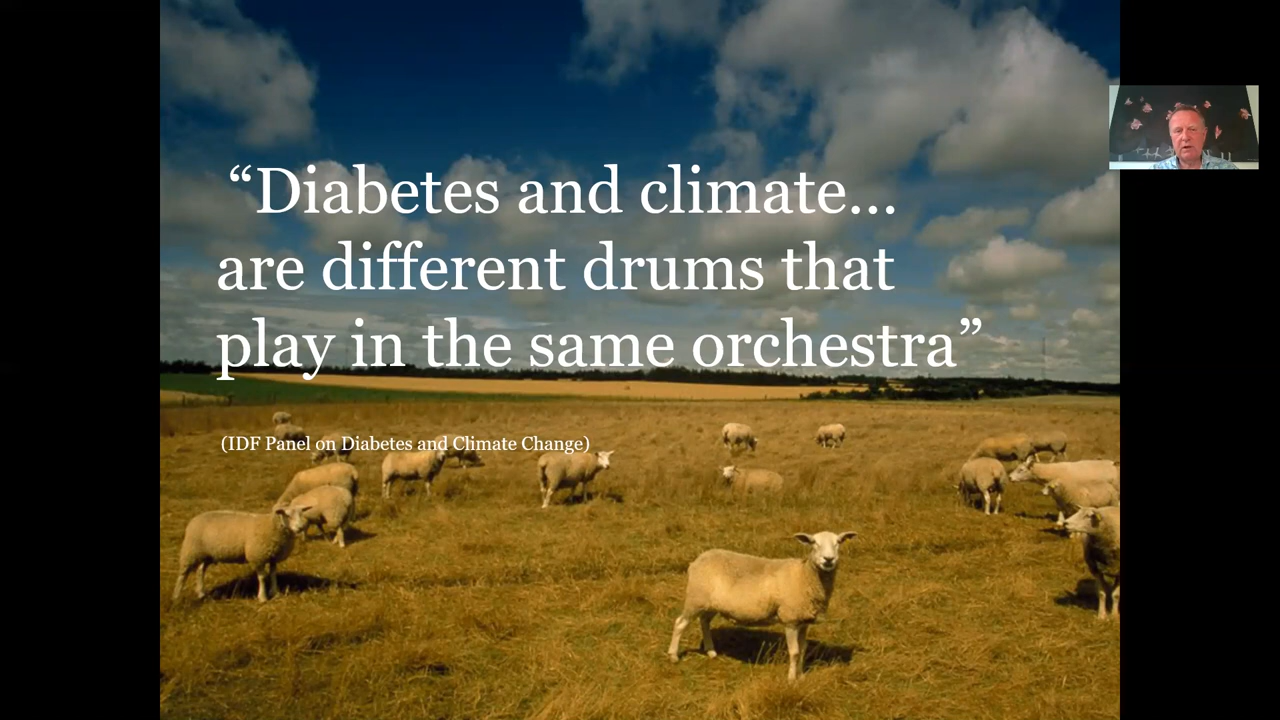 “Diabetes and climate...
are different drums that
play in the same orchestra”
(IDF Panel on Diabetes and Climate Change)